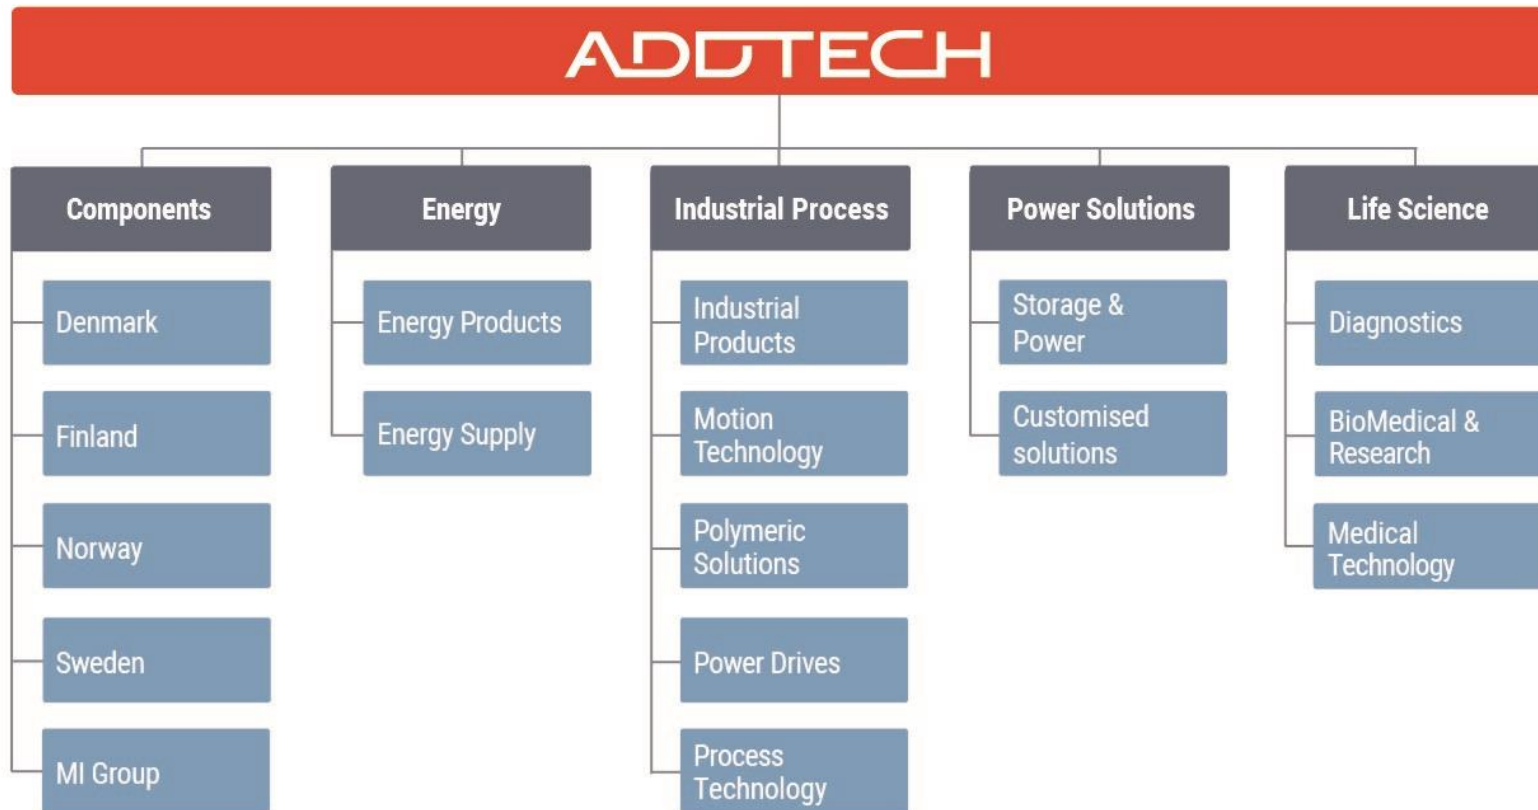 ADDTECH
Components
Denmark
Finland
Norway
Sweden
MI Group
Energy
Energy Products
Energy Supply
Industrial Process
Industrial
Products
Motion
Technology
Polymeric
Solutions
Power Drives
Process
Technology
Power Solutions
Storage &
Power
Customised
solutions
Life Science
Diagnostics
BioMedical &
Research
Medical
Technology